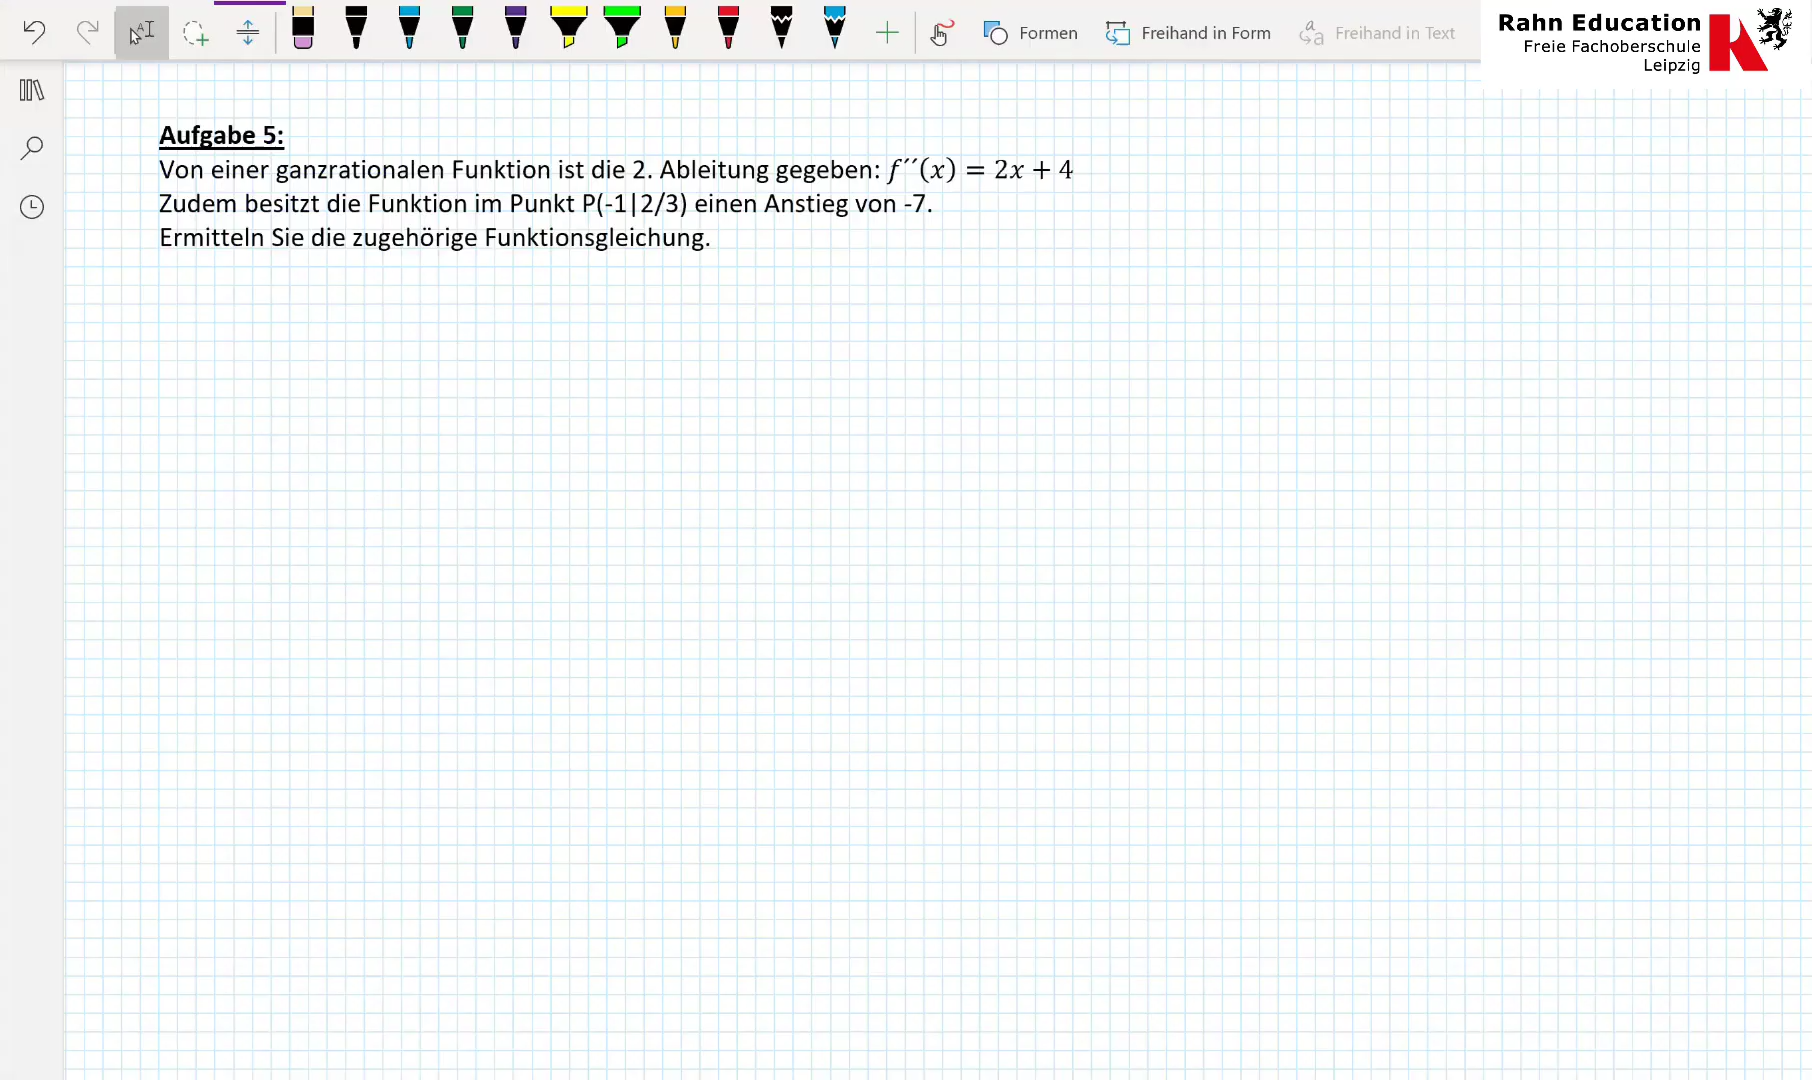 Formen
Freihand in Form
Freihand in Text
Rahn Education
Freie Fachoberschule
Leipzig
Aufgabe 5:
Von einer ganzrationalen Funktion ist die 2. Ableitung gegeben: f´´(x) = 2x + 4
Zudem besitzt die Funktion im Punkt P(-1|2/3) einen Anstieg von -7.
Ermitteln Sie die zugehörige Funktionsgleichung.